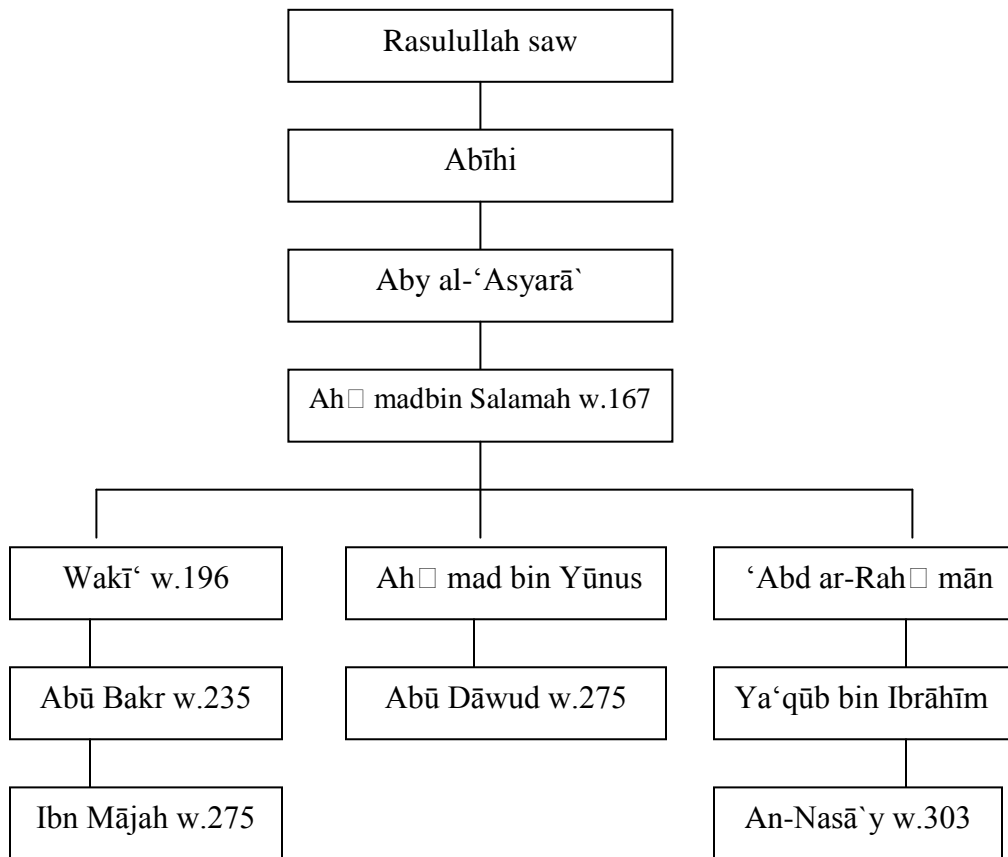 Rasulullah saw
Abīhi
Aby al-‘Asyarā`
Ah□ madbin Salamah w.167
Wakī‘ w.196
Ah□ mad bin Yūnus
‘Abd ar-Rah□ mān
Abū Bakr w.235
Abū Dāwud w.275
Ya‘qūb bin Ibrāhīm
Ibn Mājah w.275
An-Nasā`y w.303